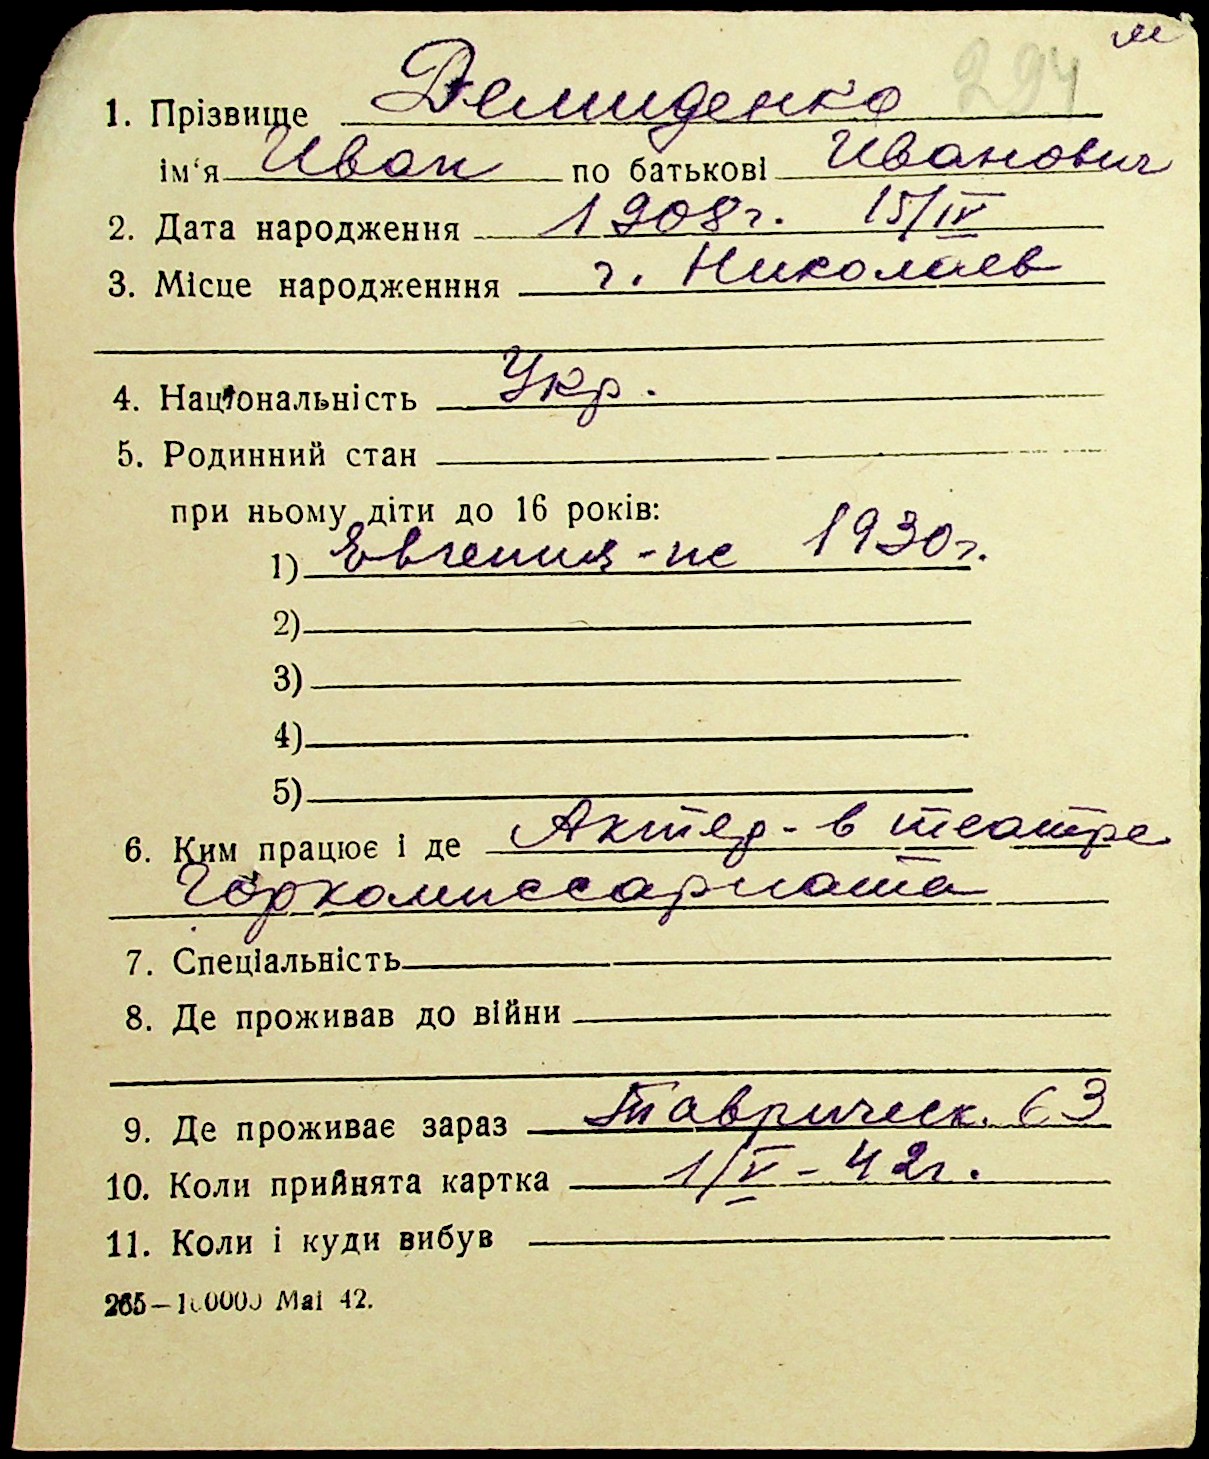 м
294
1. Прізвище Демиденко
ім‘я Иван по батькові Иванович
2. Дата народження 1908 г. 15/IV
3. Місце народженння г. Николаев
4. Національність Укр.
5. Родинний стан
при ньому діти до 16 років:
1) Евгения - 1930 г.
2)
3)
4)
5)
6. Ким працює і де Актер - в театре
Горкомиссариата
7. Спеціальність
8. Де проживав до війни
9. Де проживає зараз Таврическ. 63
10. Коли прийнята картка 1/V - 42 г.
11. Коли і куди вибув
265—100000 Mai 42.